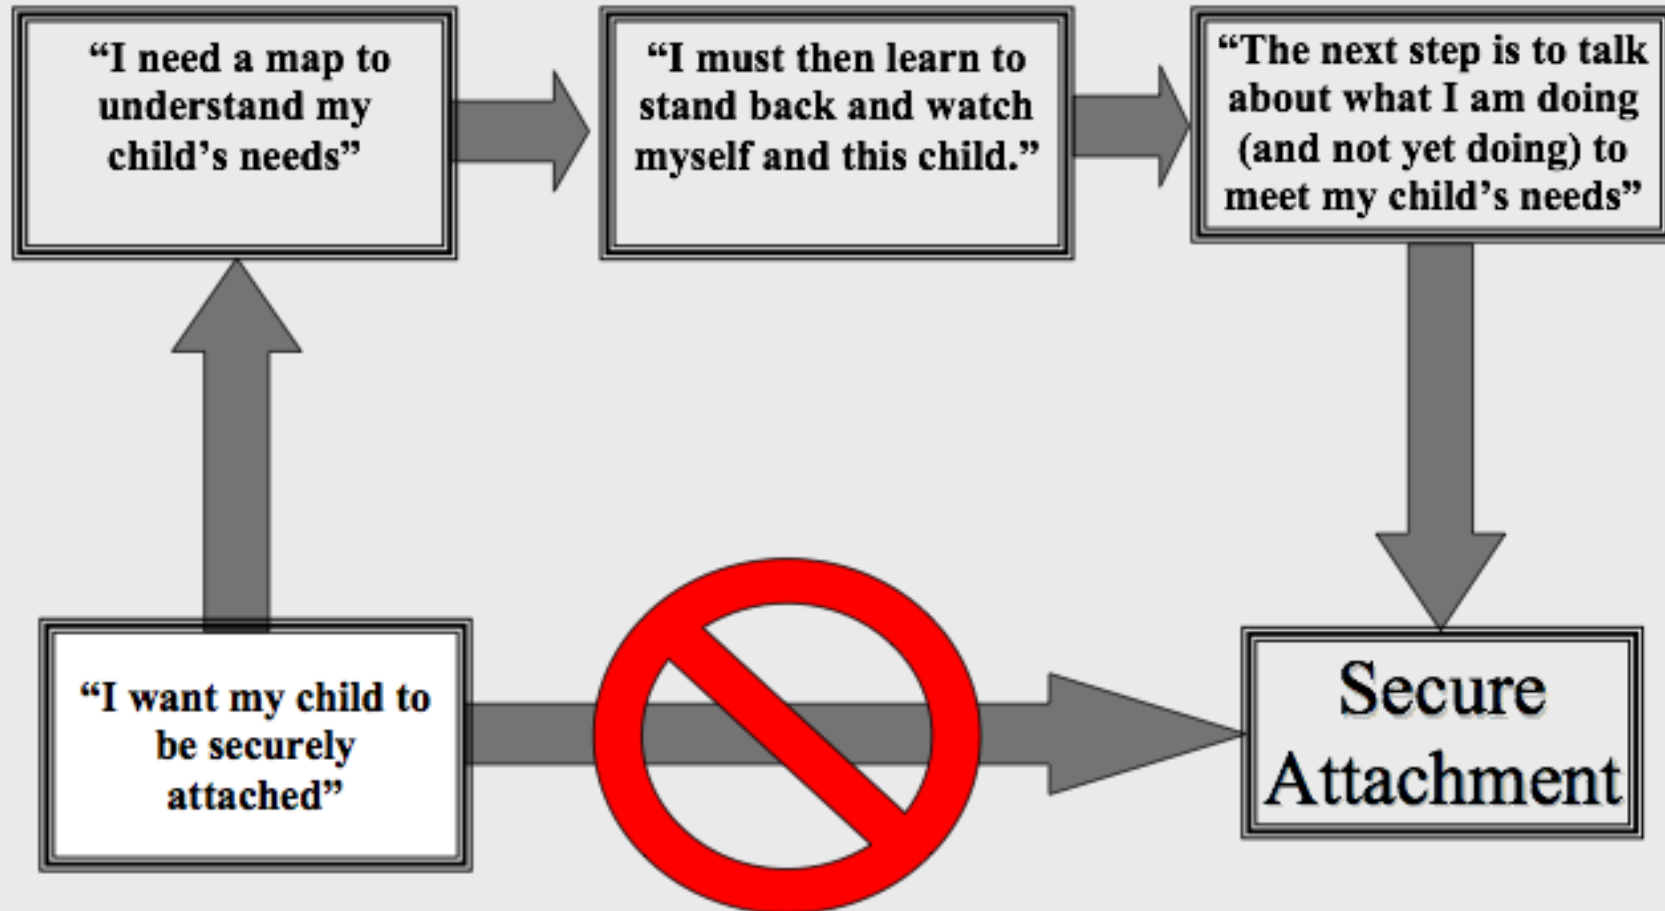 “I need a map to
understand my
child’s needs”
“I must then learn to
stand back and watch
myself and this child.”
“The next step is to talk
about what I am doing
(and not yet doing) to
meet my child’s needs”
“I want my child to
be securely
attached”
Secure
Attachment